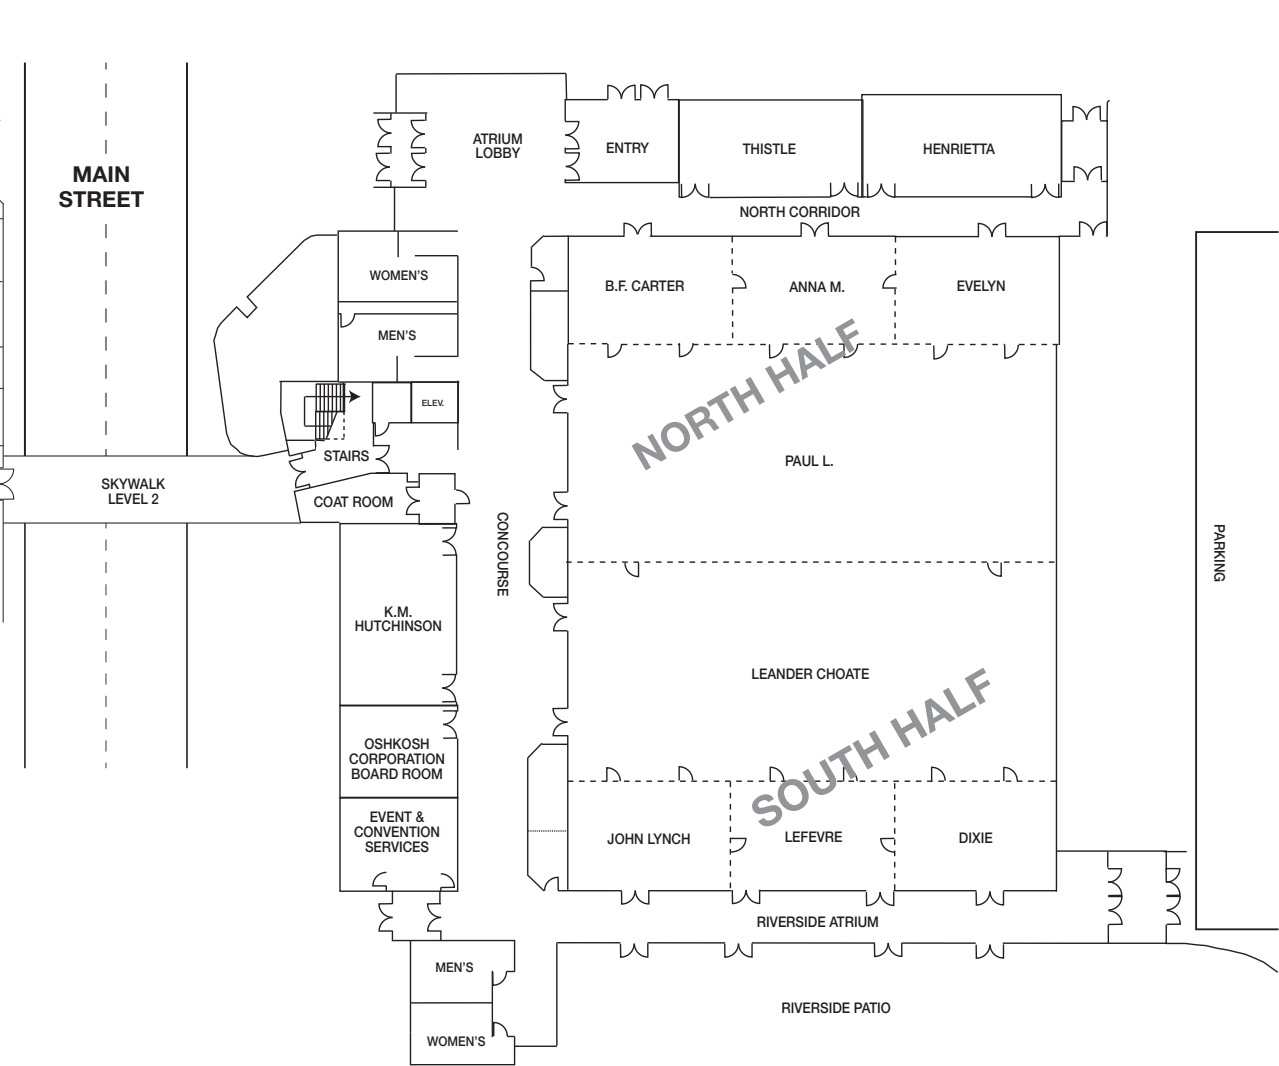 MAIN
STREET
ATRIUM
LOBBY
ENTRY
THISTLE
HENRIETTA
NORTH CORRIDOR
WOMEN'S
MEN'S
ELEV.
STAIRS
COAT ROOM
SKYWALK
LEVEL 2
B.F. CARTER
ANNA M.
EVELYN
NORTH HALF
PAUL L.
CONCOURSE
PARKING
K.M.
HUTCHINSON
LEANDER CHOATE
SOUTH HALF
OSHKOSH
CORPORATION
BOARD ROOM
EVENT &
CONVENTION
SERVICES
JOHN LYNCH
LEFEVRE
DIXIE
RIVERSIDE ATRIUM
MEN'S
WOMEN'S
RIVERSIDE PATIO